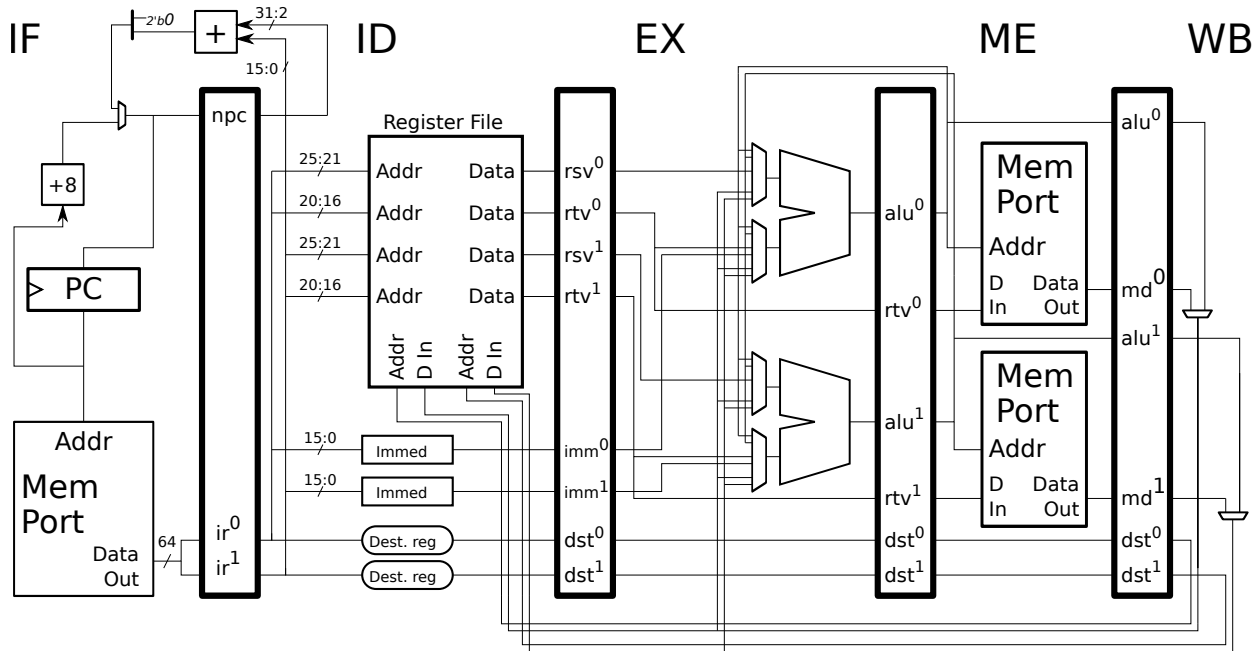 IF
ID
EX
ME
WB
2'b0
+
31:2
15:0
npc
+8
PC
Addr
Mem
Port
Data
Out
64
ir⁰
ir¹
Register File
25:21
Addr
Data
20:16
Addr
Data
25:21
Addr
Data
20:16
Addr
Data
Addr
D In
Addr
D In
15:0
Immed
15:0
Immed
Dest. reg
Dest. reg
rsv⁰
rtv⁰
rsv¹
rtv¹
imm⁰
imm¹
dst⁰
dst¹
alu⁰
rtv⁰
alu¹
rtv¹
dst⁰
dst¹
Mem
Port
Addr
D
In
Data
Out
Mem
Port
Addr
D
In
Data
Out
alu⁰
md⁰
alu¹
md¹
dst⁰
dst¹